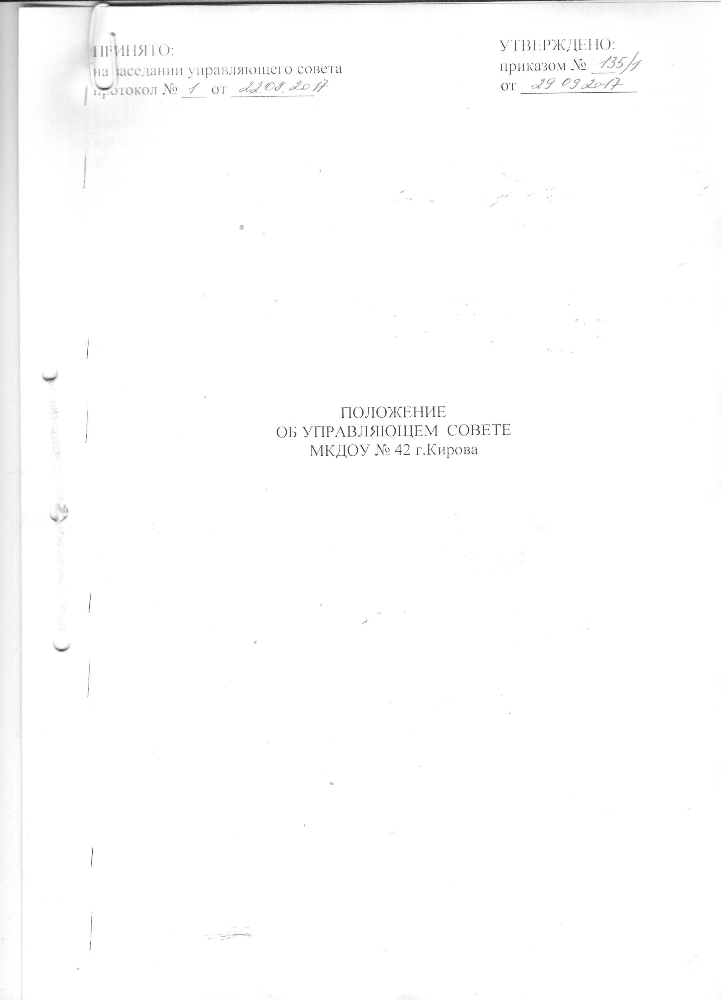 ПРИНЯТО:
на заседании управляющего совета
протокол № 1 от 22.08.2017
УТВЕРЖДЕНО:
приказом № 135/1
от 29.09.2017
ПОЛОЖЕНИЕ
ОБ УПРАВЛЯЮЩЕМ СОВЕТЕ
МКДОУ № 42 г.Кирова